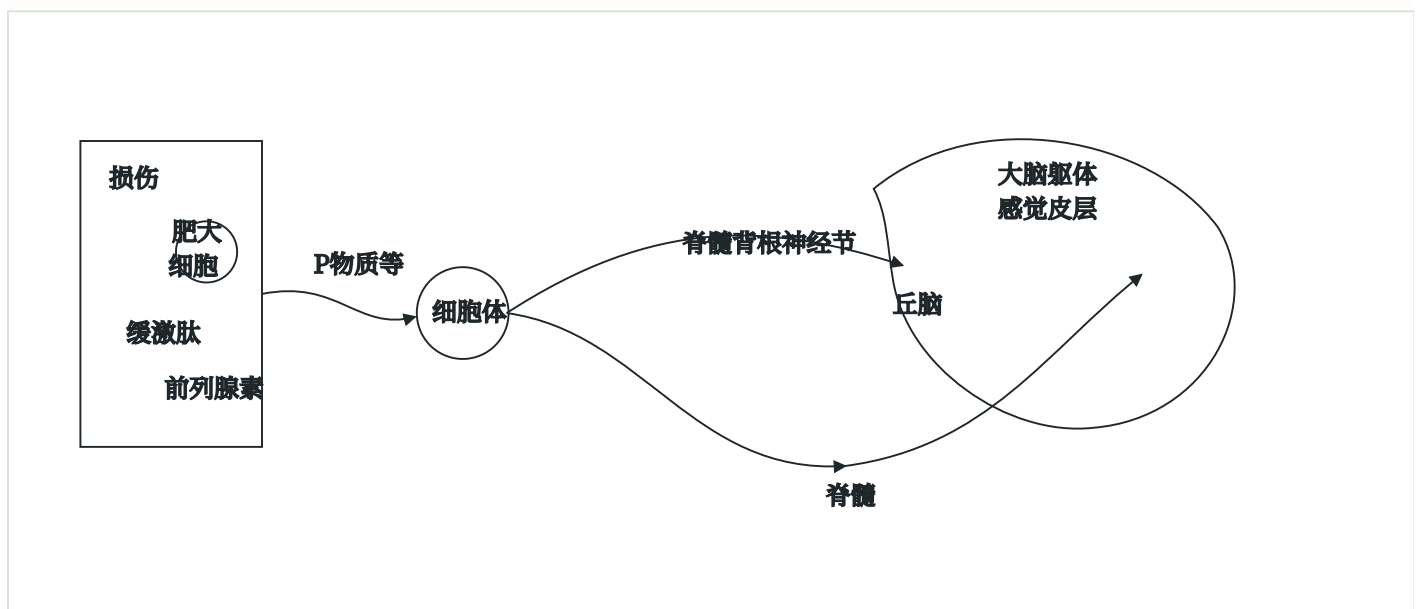 损伤
肥大
细胞
缓激肽
前列腺素
P物质等
细胞体
脊髓背根神经节
丘脑
大脑躯体
感觉皮层
脊髓